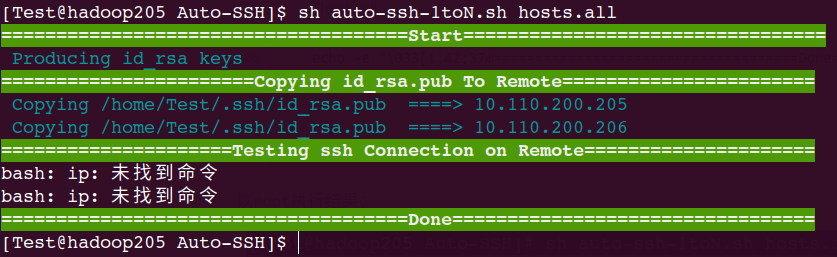 [Test@hadoop205 Auto-SSH]$ sh auto-ssh-1toN.sh hosts.all
=====================================Start=================================
Producing id_rsa keys
=======================Copying id_rsa.pub To Remote=======================
Copying /home/Test/.ssh/id_rsa.pub  ====> 10.110.200.205
Copying /home/Test/.ssh/id_rsa.pub  ====> 10.110.200.206
=====================Testing ssh Connection on Remote=====================
bash: ip: 未找到命令
bash: ip: 未找到命令
=====================================Done=================================
[Test@hadoop205 Auto-SSH]$